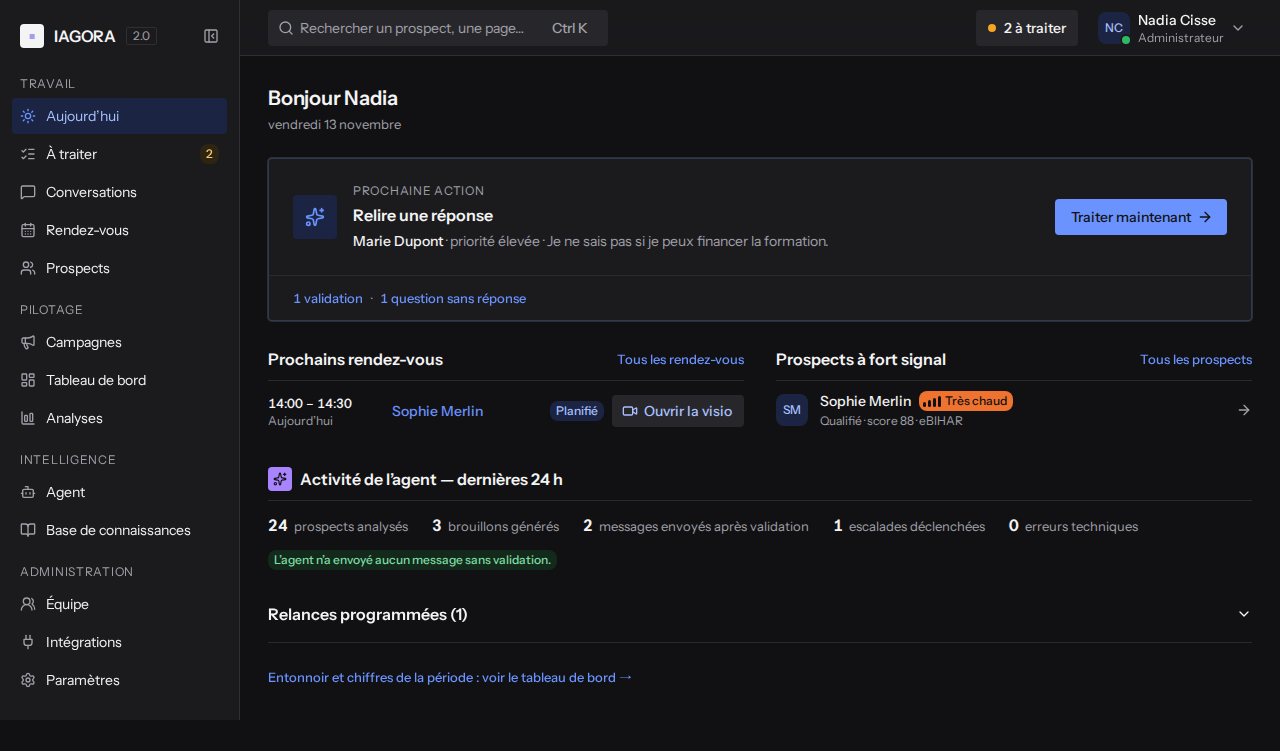 IAGORA 2.0
TRAVAIL
Aujourd'hui
À traiter 2
Conversations
Rendez-vous
Prospects
PILOTAGE
Campagnes
Tableau de bord
Analyses
INTELLIGENCE
Agent
Base de connaissances
ADMINISTRATION
Équipe
Intégrations
Paramètres
Rechercher un prospect, une page... Ctrl K
2 à traiter
NC
Nadia Cisse
Administrateur
Bonjour Nadia
vendredi 13 novembre
PROCHAINE ACTION
Relire une réponse
Marie Dupont · priorité élevée · Je ne sais pas si je peux financer la formation.
Traiter maintenant →
1 validation · 1 question sans réponse
Prochains rendez-vous Tous les rendez-vous
14:00 – 14:30
Aujourd'hui
Sophie Merlin
Planifié
Ouvrir la visio
Prospects à fort signal Tous les prospects
SM
Sophie Merlin Très chaud
Qualifié · score 88 · eBIHAR
Activité de l'agent — dernières 24 h
24 prospects analysés 3 brouillons générés 2 messages envoyés après validation 1 escalades déclenchées 0 erreurs techniques
L'agent n'a envoyé aucun message sans validation.
Relances programmées (1)
Entonnoir et chiffres de la période : voir le tableau de bord →